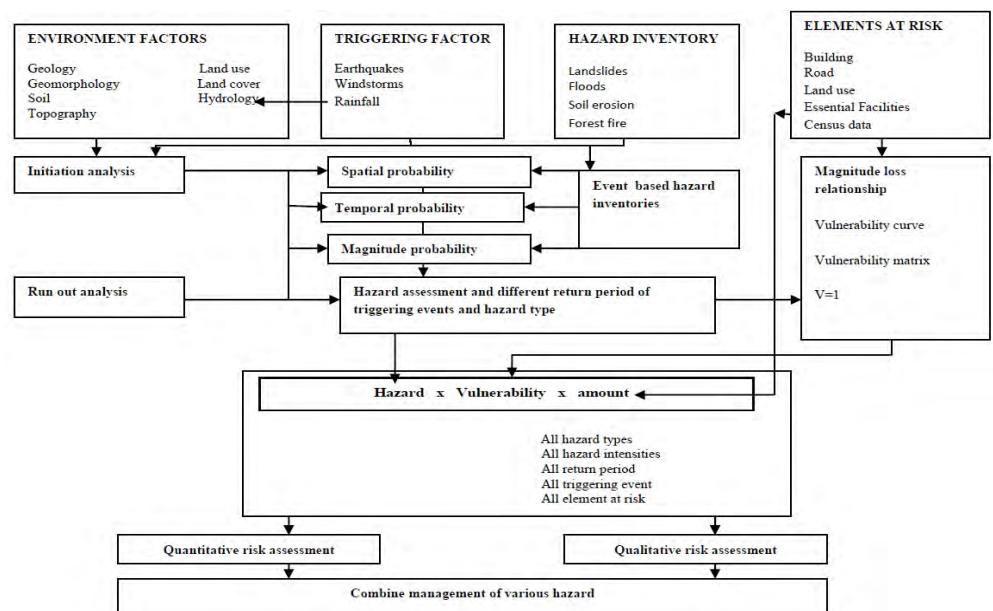 ENVIRONMENT FACTORS
Geology Land use
Geomorphology Land cover
Soil Hydrology
Topography
TRIGGERING FACTOR
Earthquakes
Windstorms
Rainfall
HAZARD INVENTORY
Landslides
Floods
Soil erosion
Forest fire
ELEMENTS AT RISK
Building
Road
Land use
Essential Facilities
Census data
Initiation analysis
Spatial probability
Temporal probability
Magnitude probability
Event based hazard
inventories
Magnitude loss
relationship
Vulnerability curve
Vulnerability matrix
V=1
Run out analysis
Hazard assessment and different return period of
triggering events and hazard type
Hazard x Vulnerability x amount
All hazard types
All hazard intensities
All return period
All triggering event
All element at risk
Quantitative risk assessment
Qualitative risk assessment
Combine management of various hazard